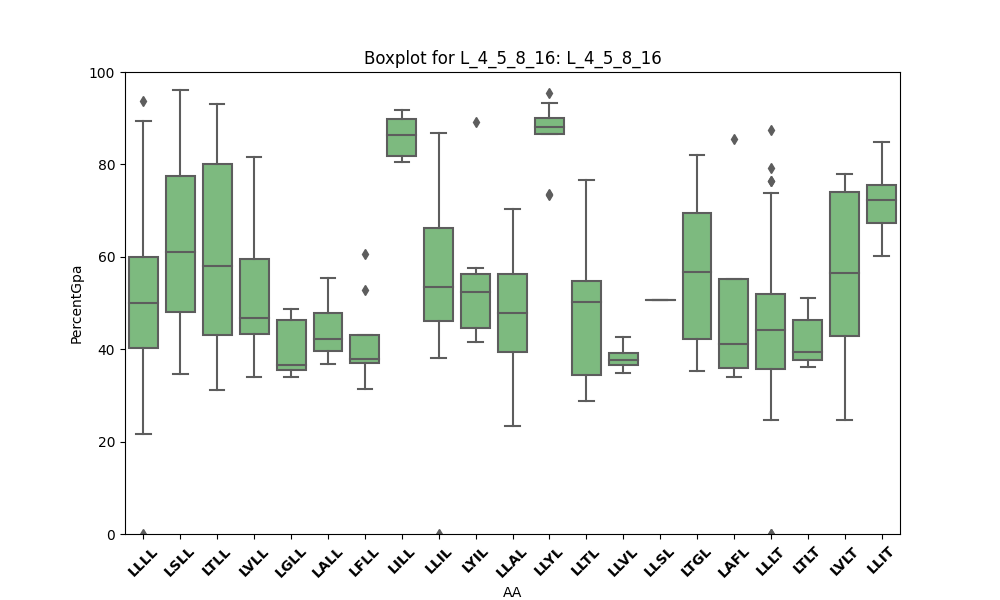 Boxplot for L_4_5_8_16: L_4_5_8_16
PercentGpa
100
80
60
40
20
0
LLLL LSLL LTLL LVLL LGLL LALL LFLL LILL LLIL LYIL LLAL LLYL LLTL LLVL LLSL LTGL LAFL LLLT LTLT LVLT LLIT
AA